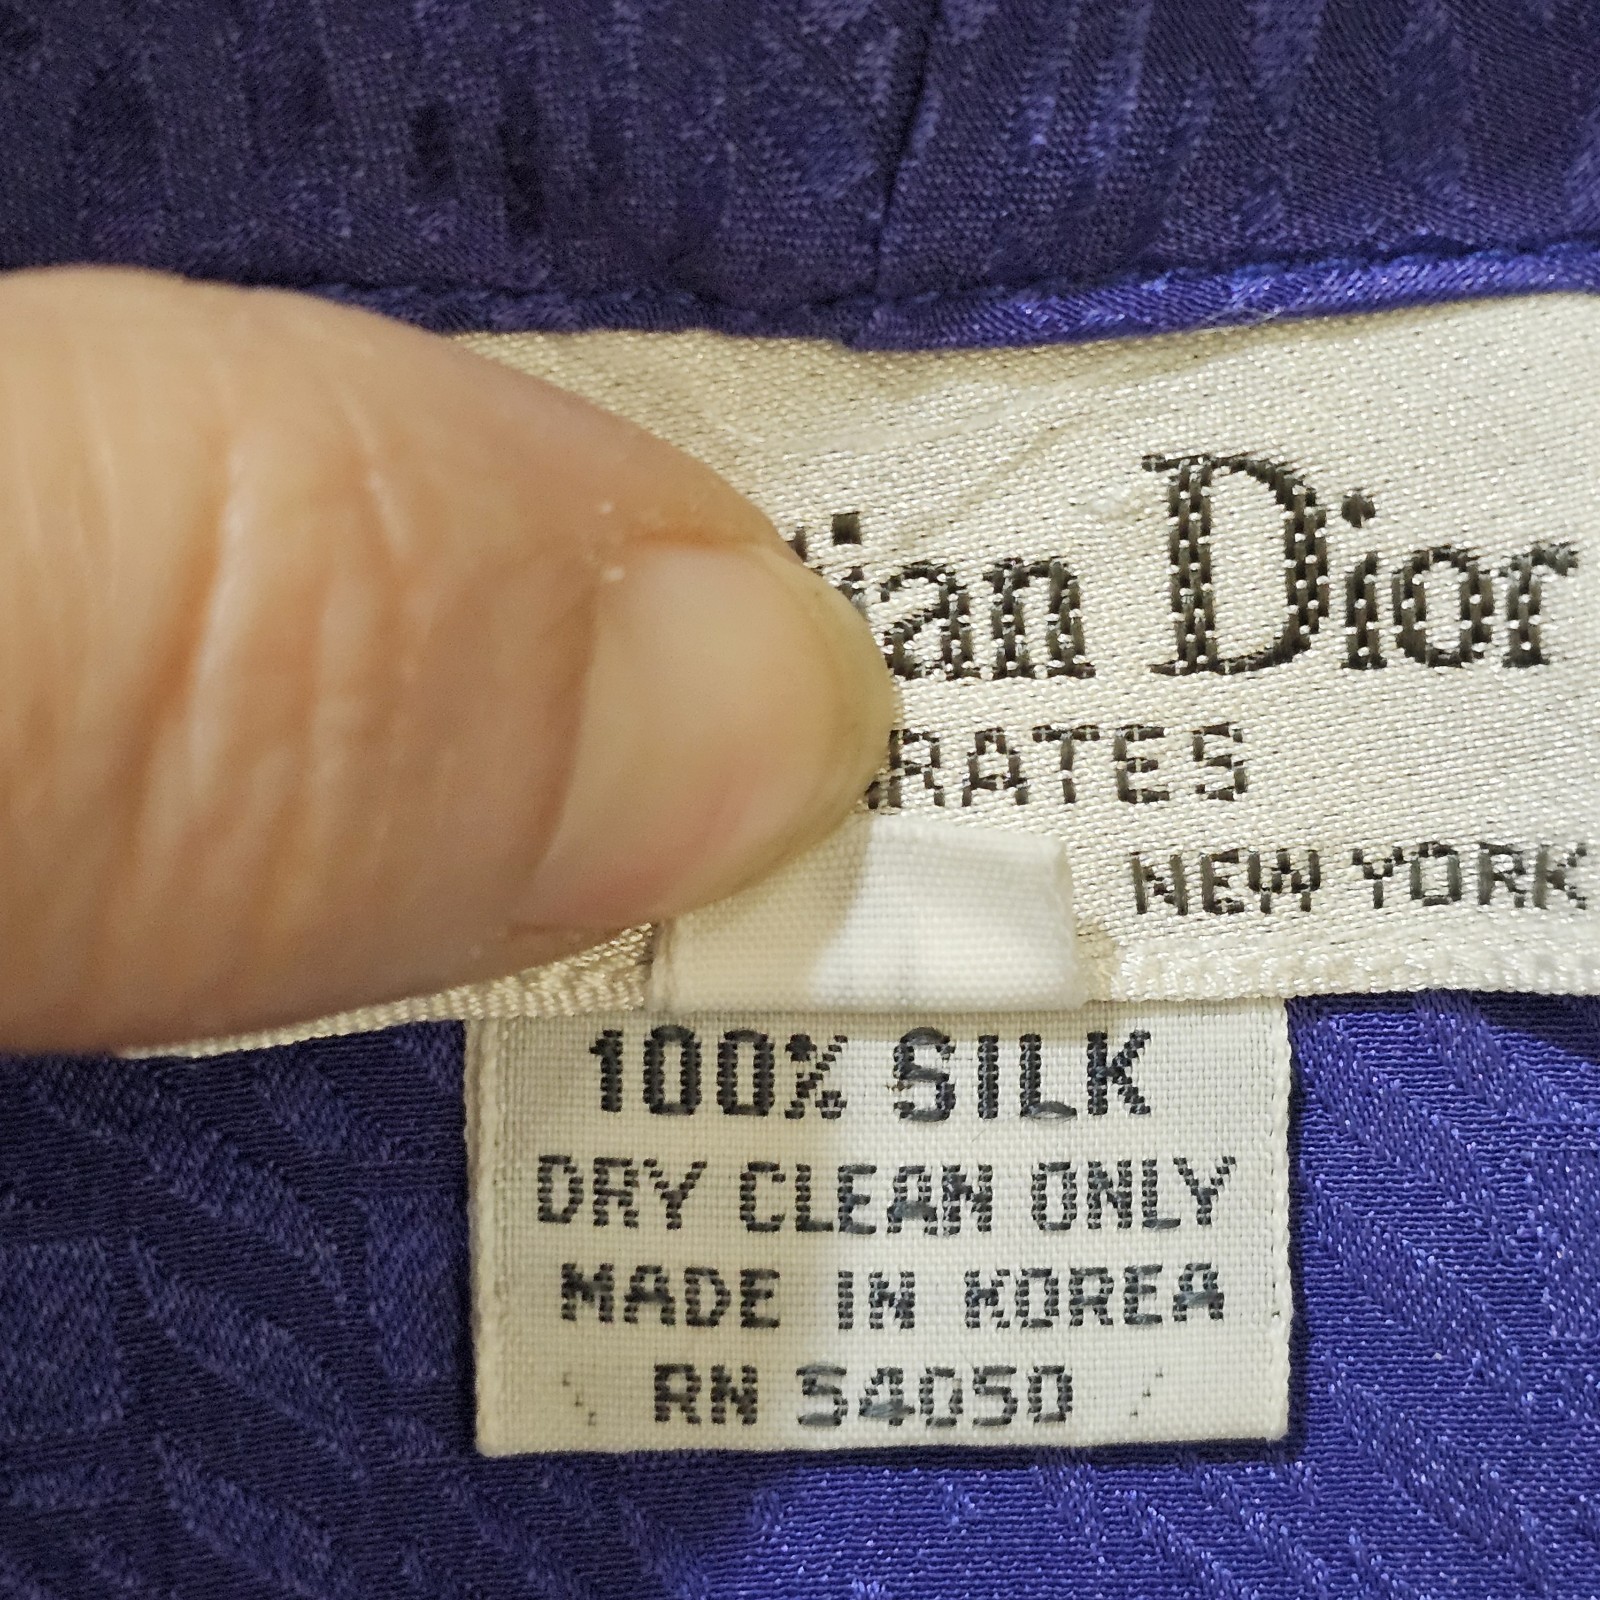 tian Dior
RATES
NEW YORK
100% SILK
DRY CLEAN ONLY
MADE IN KOREA
RN 54050